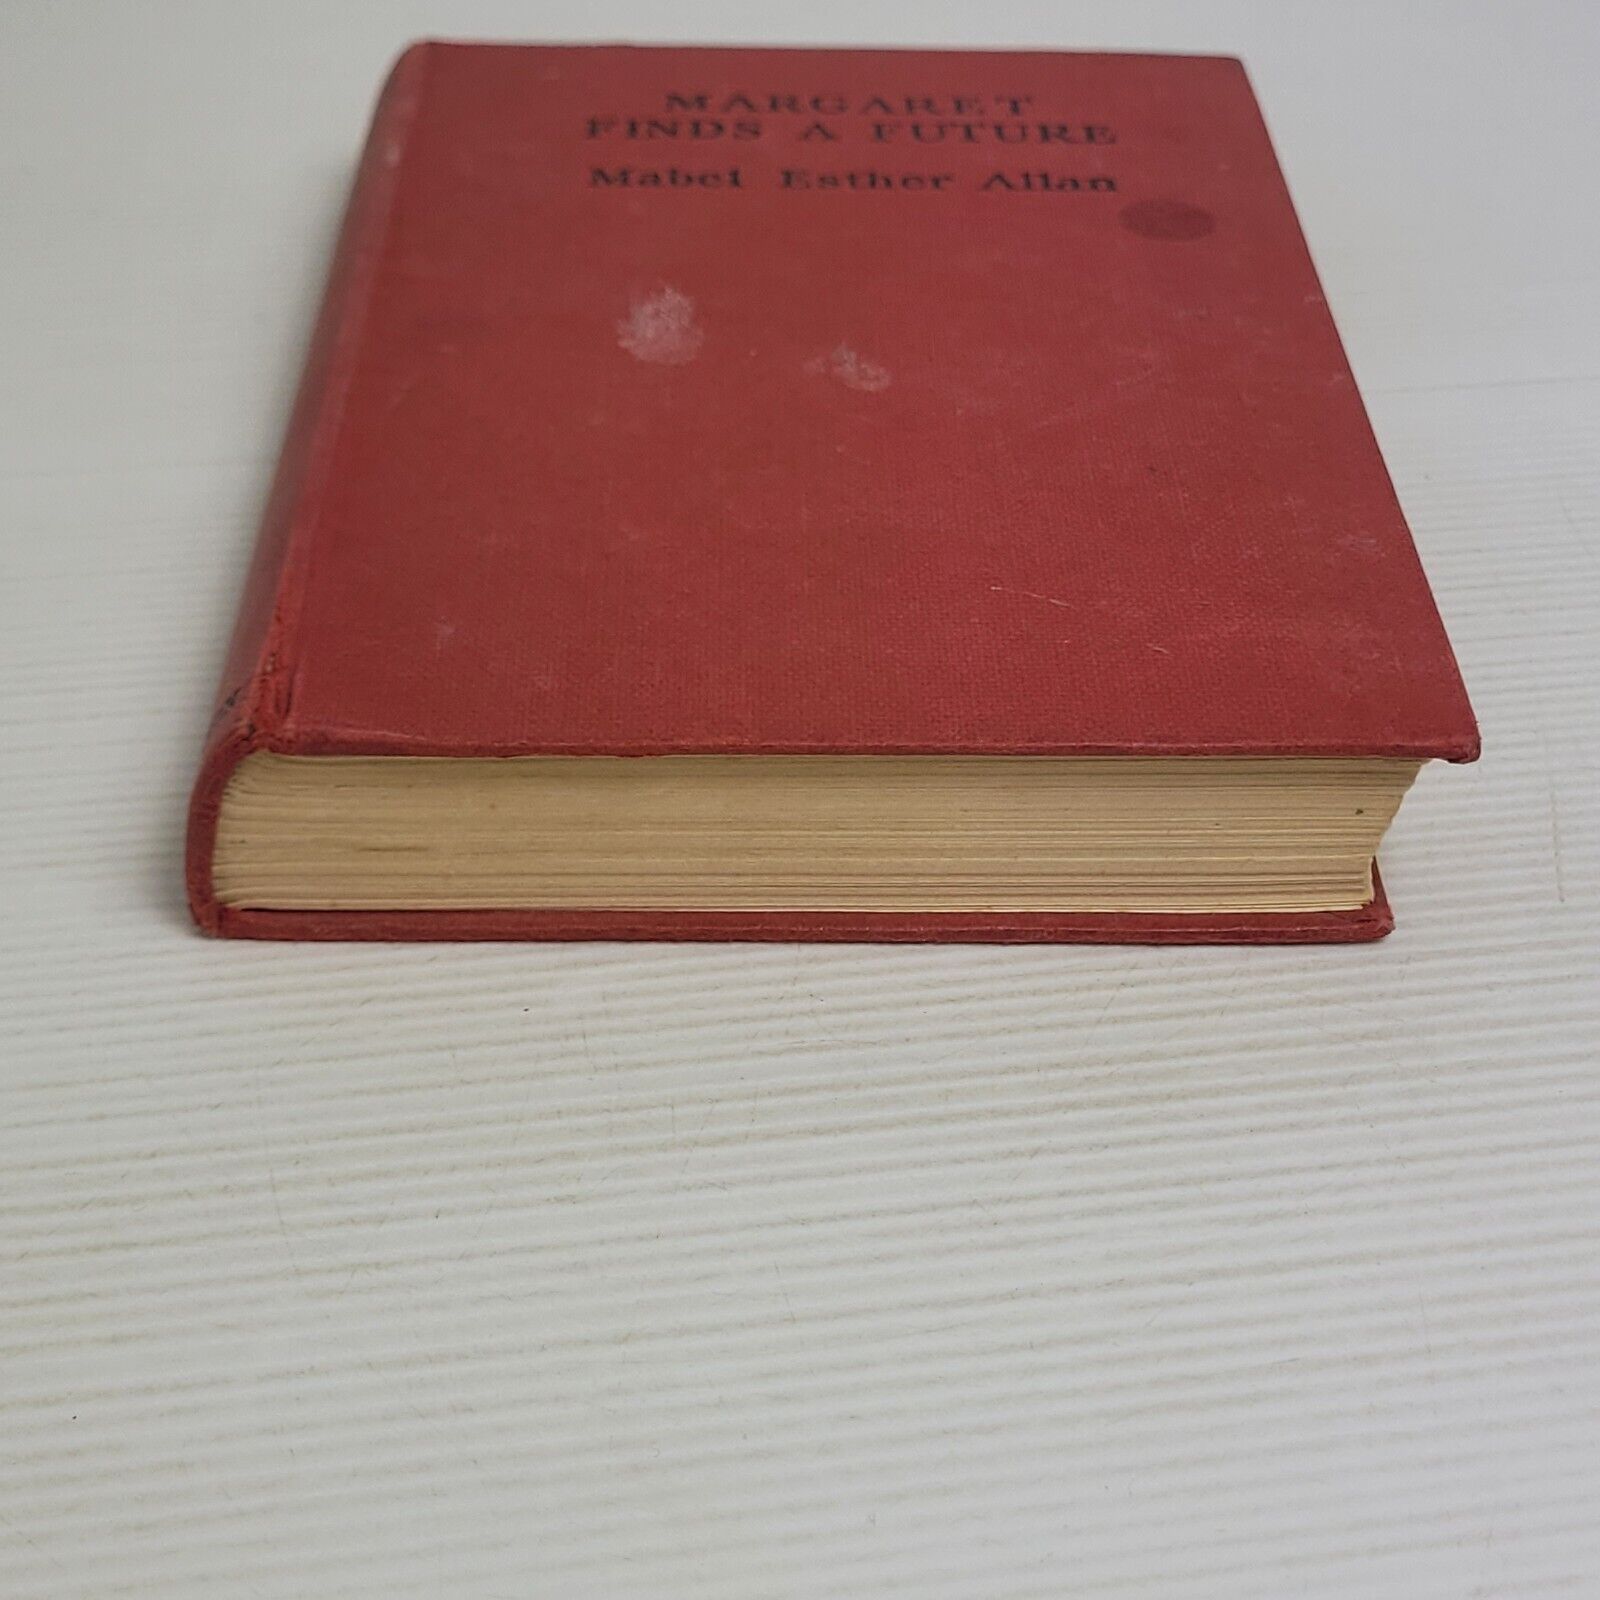 MARGARET
FINDS A FUTURE
Mabel Esther Allan